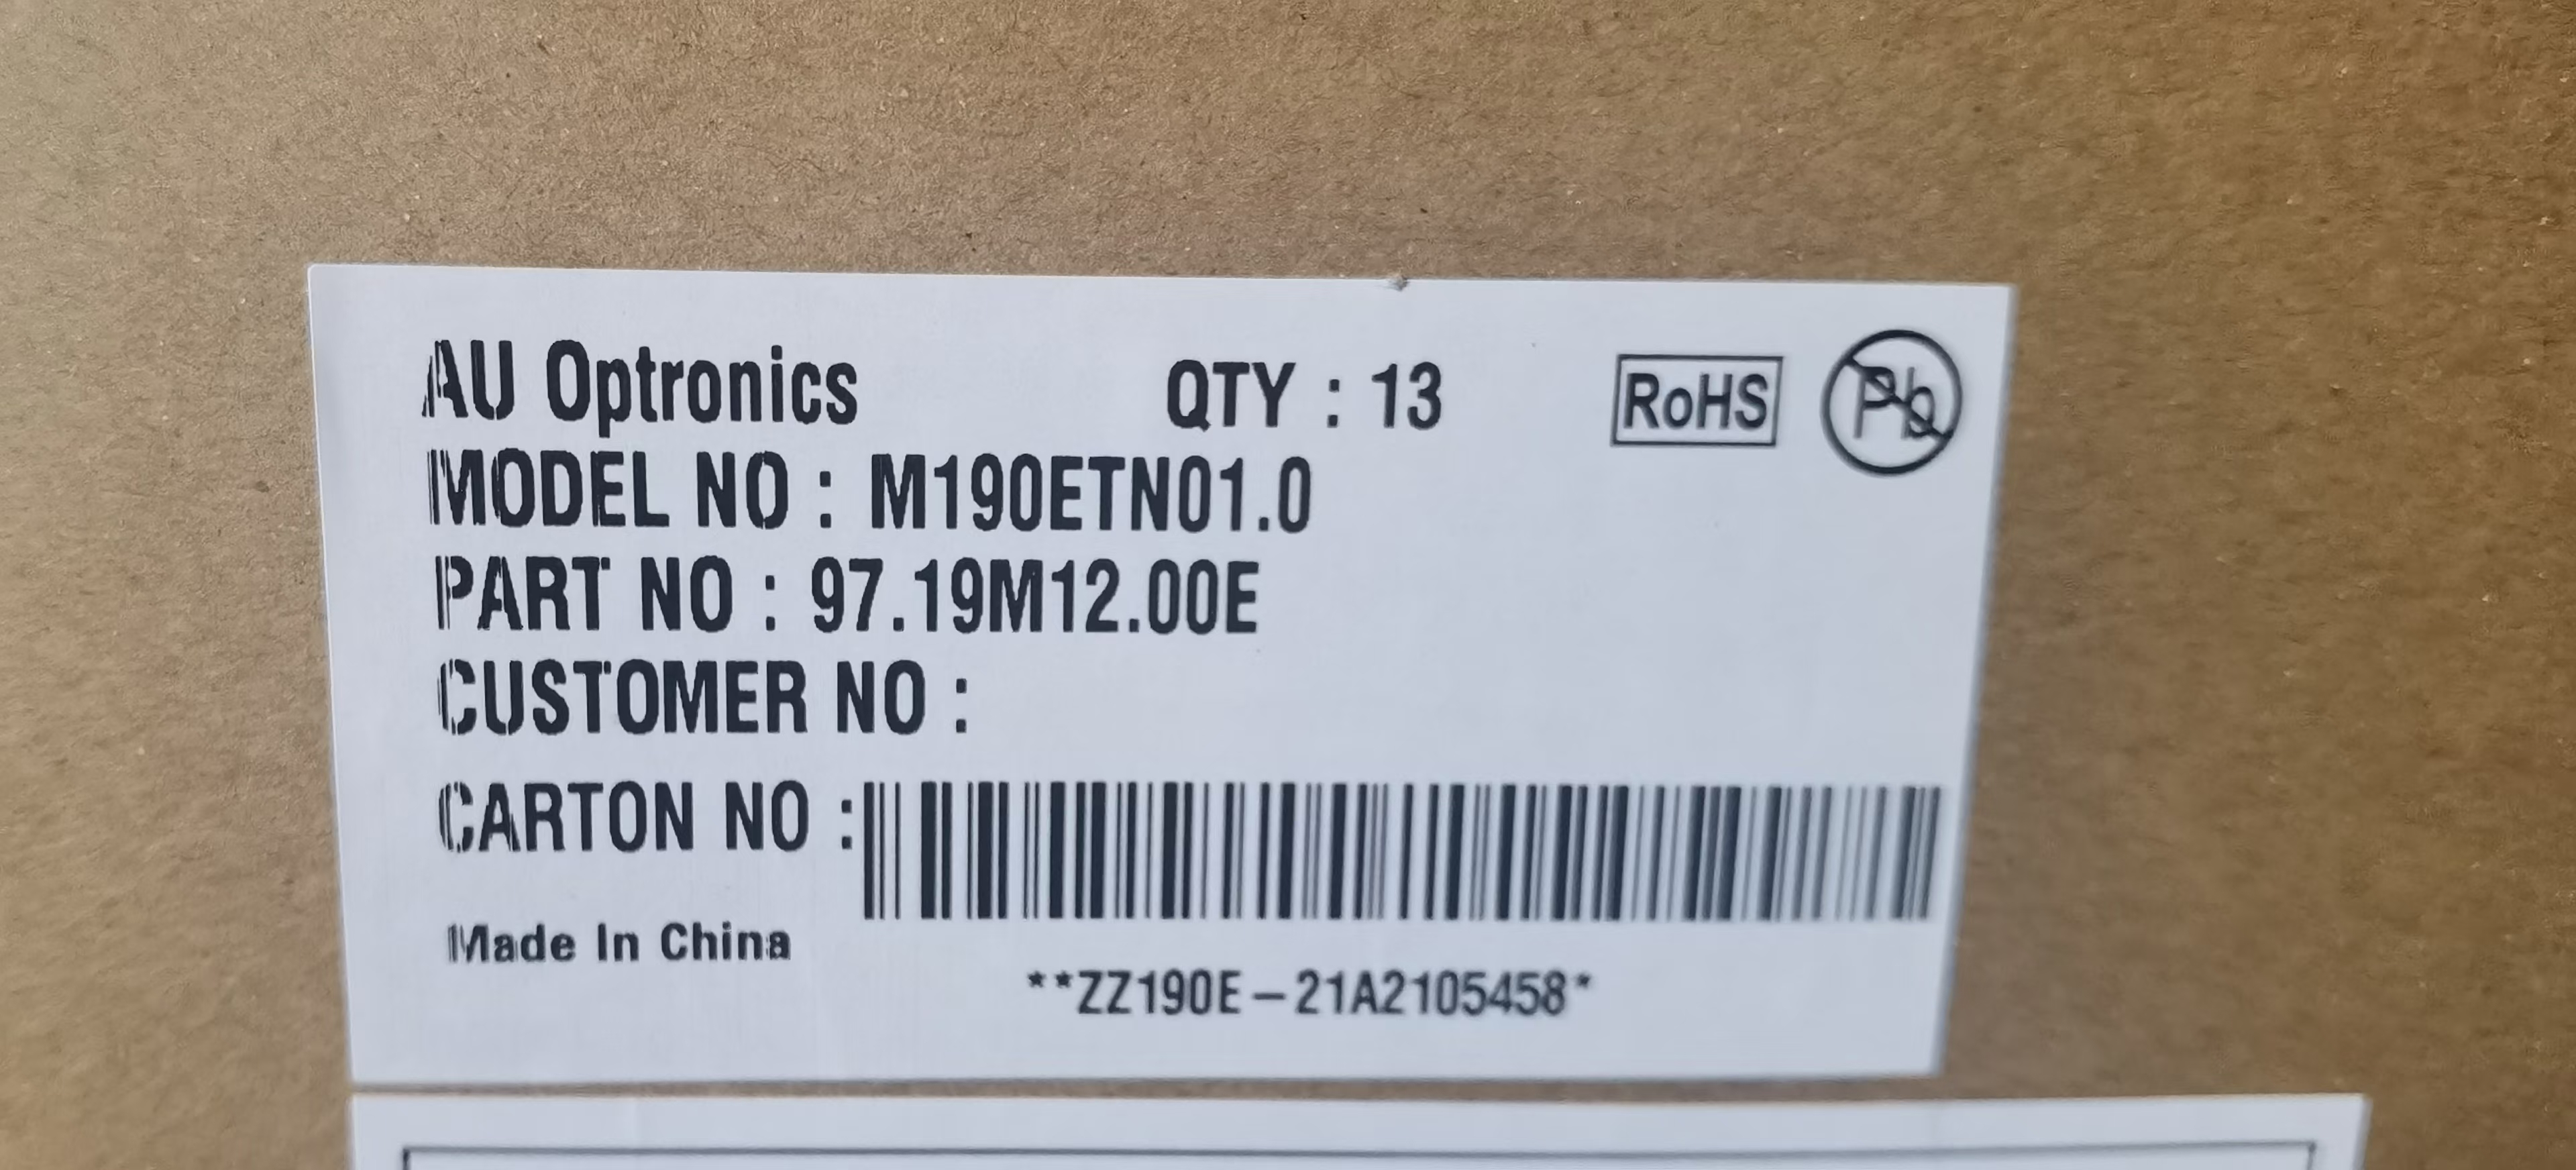 AU Optronics QTY : 13 RoHS Pb
MODEL NO : M190ETN01.0
PART NO : 97.19M12.00E
CUSTOMER NO :
CARTON NO :
Made In China
**ZZ190E-21A2105458*